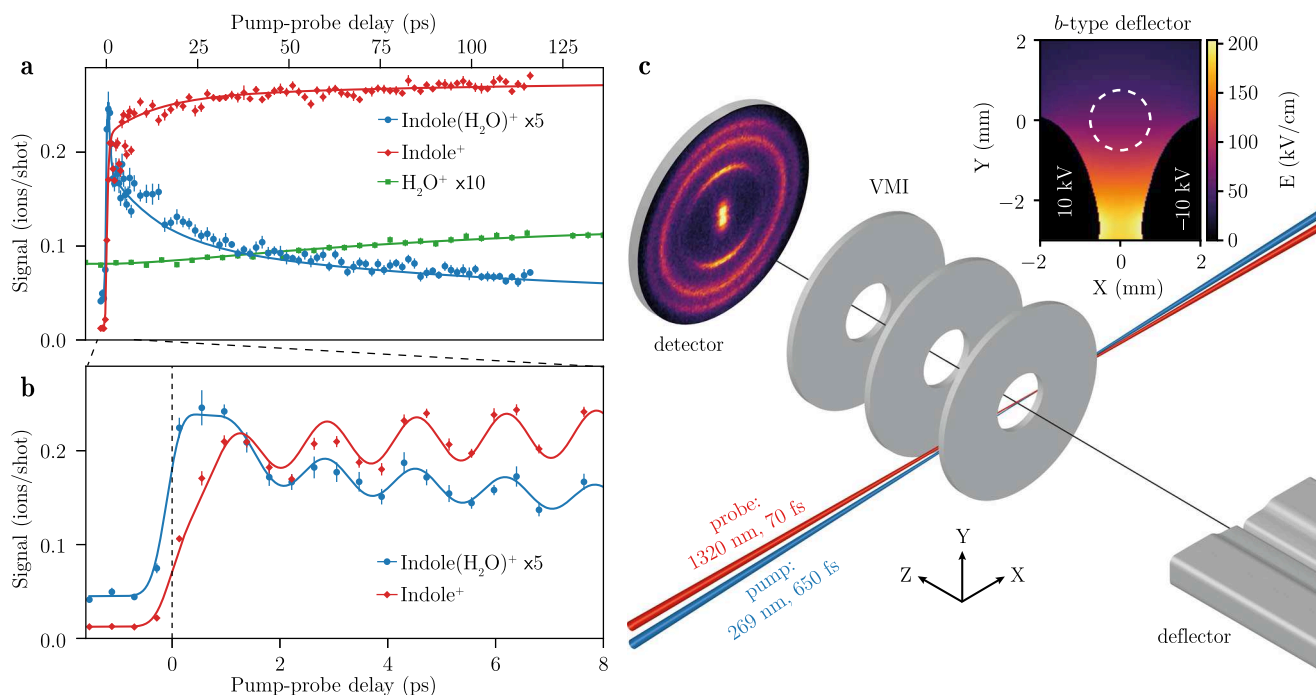 Pump-probe delay (ps)
0 25 50 75 100 125
a
Signal (ions/shot)
0.2
0.1
0.0
Indole(H₂O)⁺ x5
Indole⁺
H₂O⁺ x10
b
Signal (ions/shot)
0.2
0.1
0.0
Indole(H₂O)⁺ x5
Indole⁺
0 2 4 6 8
Pump-probe delay (ps)
c
detector
VMI
b-type deflector
Y (mm)
2
0
−2
10 kV
−10 kV
−2 0 2
X (mm)
200
150
100
50
0
E (kV/cm)
probe:
1320 nm, 70 fs
pump:
269 nm, 650 fs
Y
Z
X
deflector